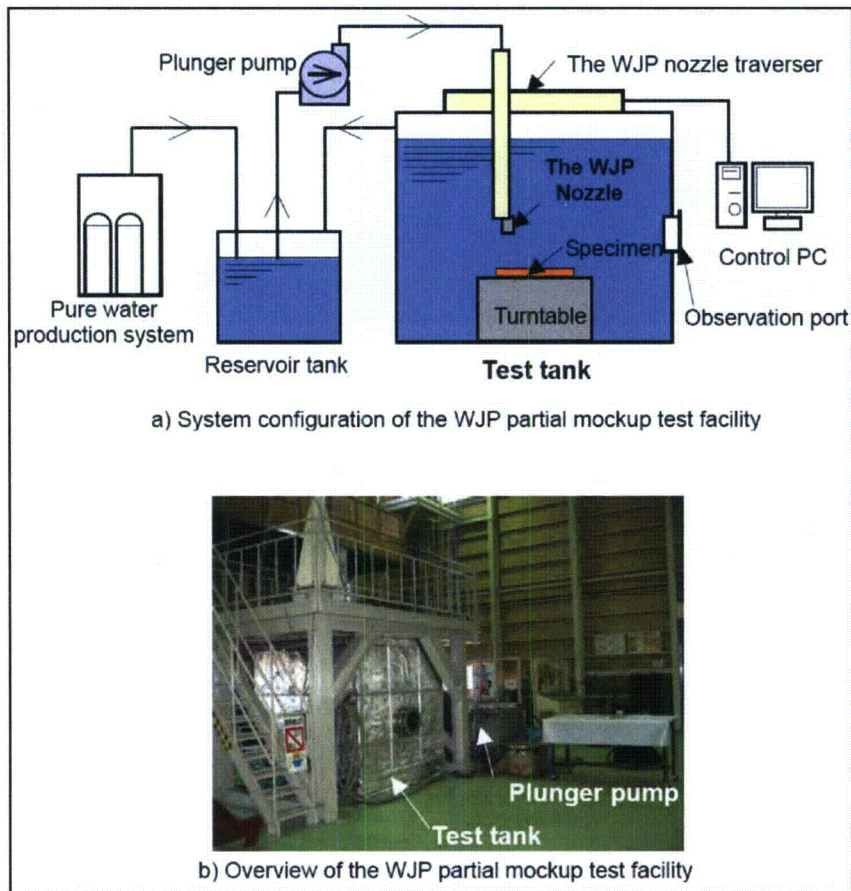 Plunger pump
The WJP nozzle traverser
The WJP
Nozzle
Specimen
Control PC
Turntable
Observation port
Pure water
production system
Reservoir tank
Test tank
a) System configuration of the WJP partial mockup test facility
Plunger pump
Test tank
b) Overview of the WJP partial mockup test facility